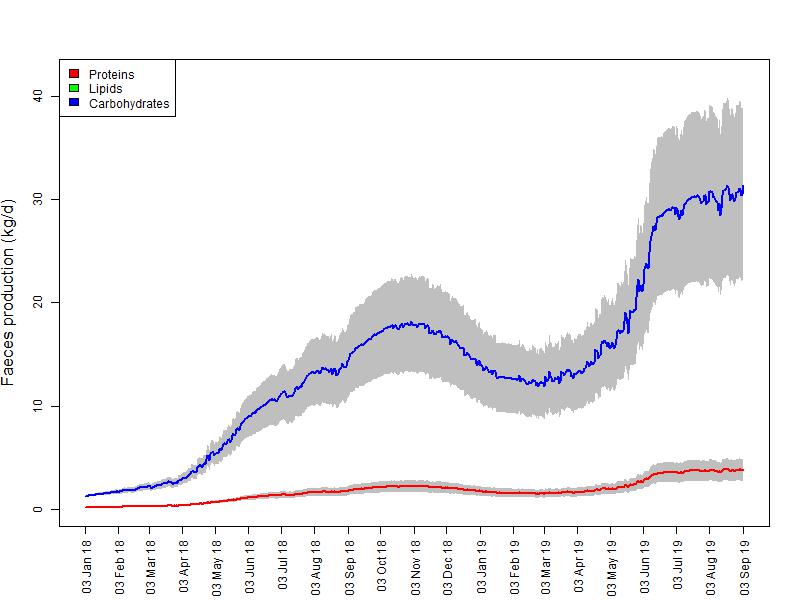 Proteins
Lipids
Carbohydrates
Faeces production (kg/d)
40
30
20
10
0
03 Jan 18
03 Feb 18
03 Mar 18
03 Apr 18
03 May 18
03 Jun 18
03 Jul 18
03 Aug 18
03 Sep 18
03 Oct 18
03 Nov 18
03 Dec 18
03 Jan 19
03 Feb 19
03 Mar 19
03 Apr 19
03 May 19
03 Jun 19
03 Jul 19
03 Aug 19
03 Sep 19